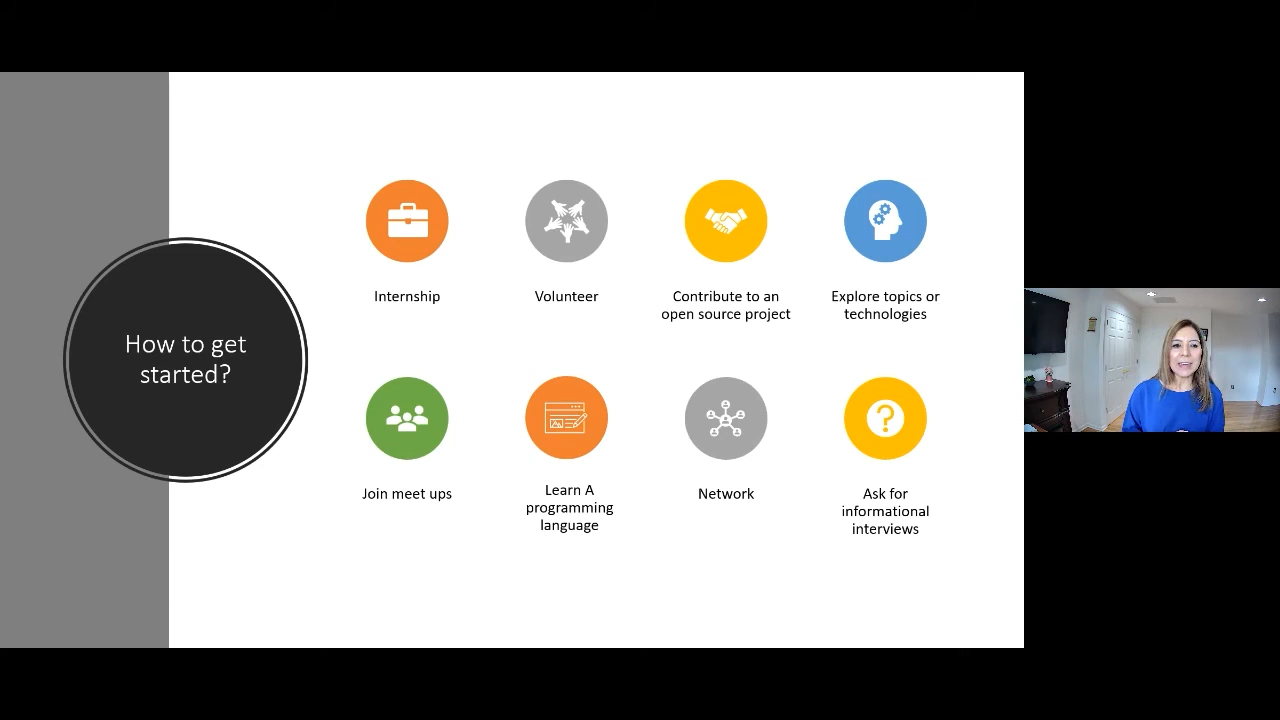 How to get
started?
Internship
Volunteer
Contribute to an
open source project
Explore topics or
technologies
Join meet ups
Learn A
programming
language
Network
Ask for
informational
interviews